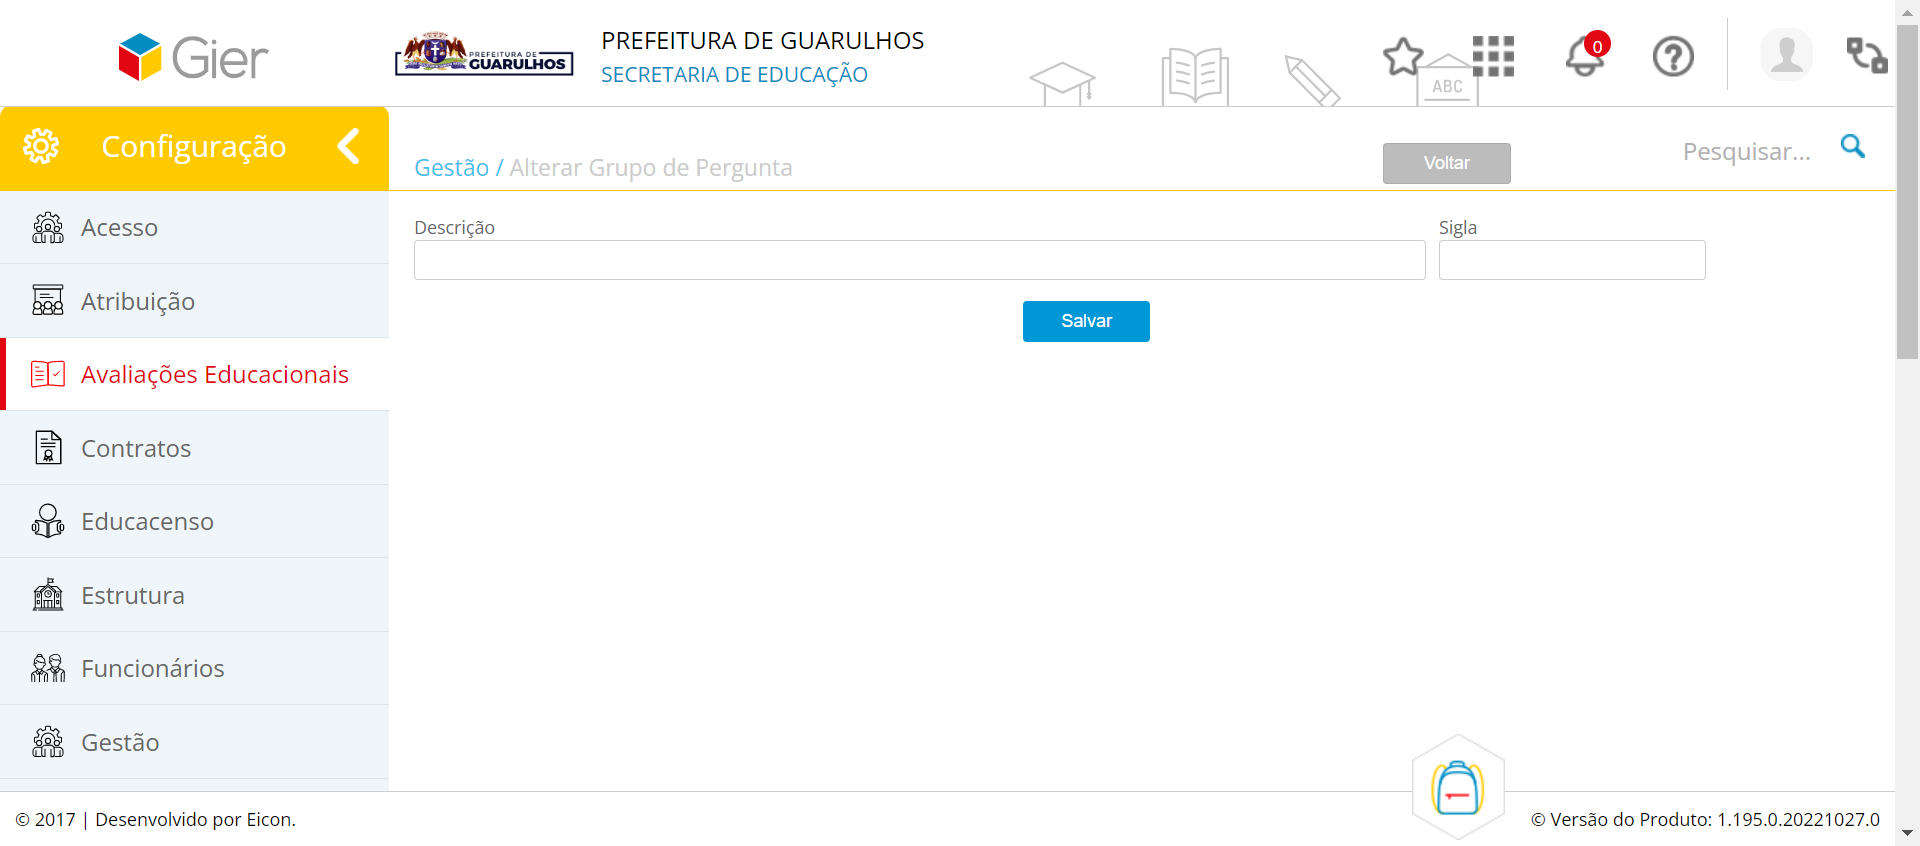 Gier
PREFEITURA DE
GUARULHOS
PREFEITURA DE GUARULHOS
SECRETARIA DE EDUCAÇÃO
ABC
0
Configuração
Gestão / Alterar Grupo de Pergunta
Voltar
Pesquisar...
Acesso
Atribuição
Avaliações Educacionais
Contratos
Educacenso
Estrutura
Funcionários
Gestão
Descrição
Sigla
Salvar
© 2017 | Desenvolvido por Eicon.
© Versão do Produto: 1.195.0.20221027.0